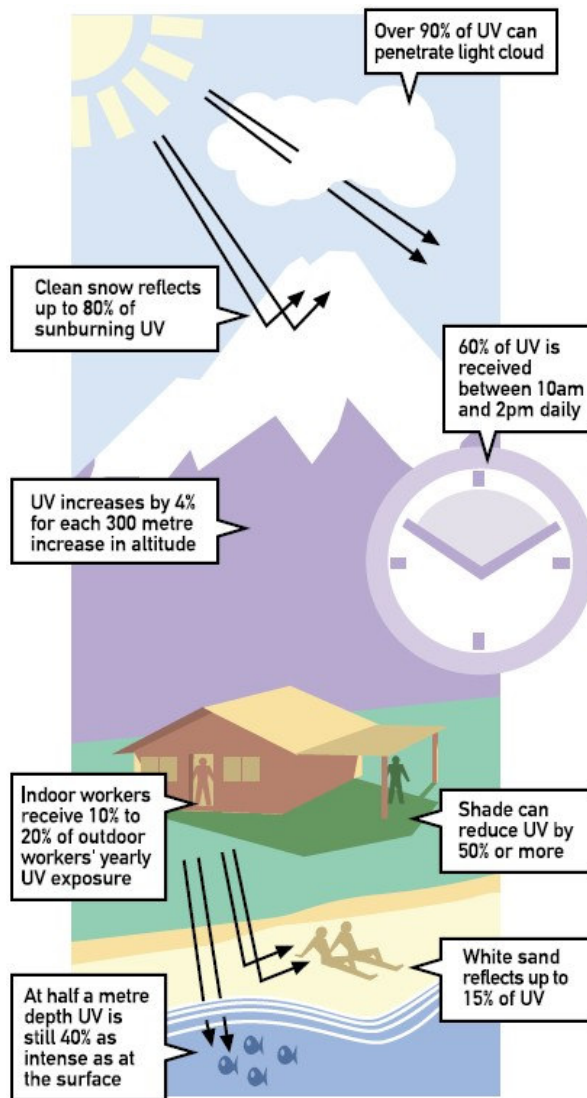 Over 90% of UV can
penetrate light cloud
Clean snow reflects
up to 80% of
sunburning UV
60% of UV is
received
between 10am
and 2pm daily
UV increases by 4%
for each 300 metre
increase in altitude
Indoor workers
receive 10% to
20% of outdoor
workers' yearly
UV exposure
Shade can
reduce UV by
50% or more
White sand
reflects up to
15% of UV
At half a metre
depth UV is
still 40% as
intense as at
the surface